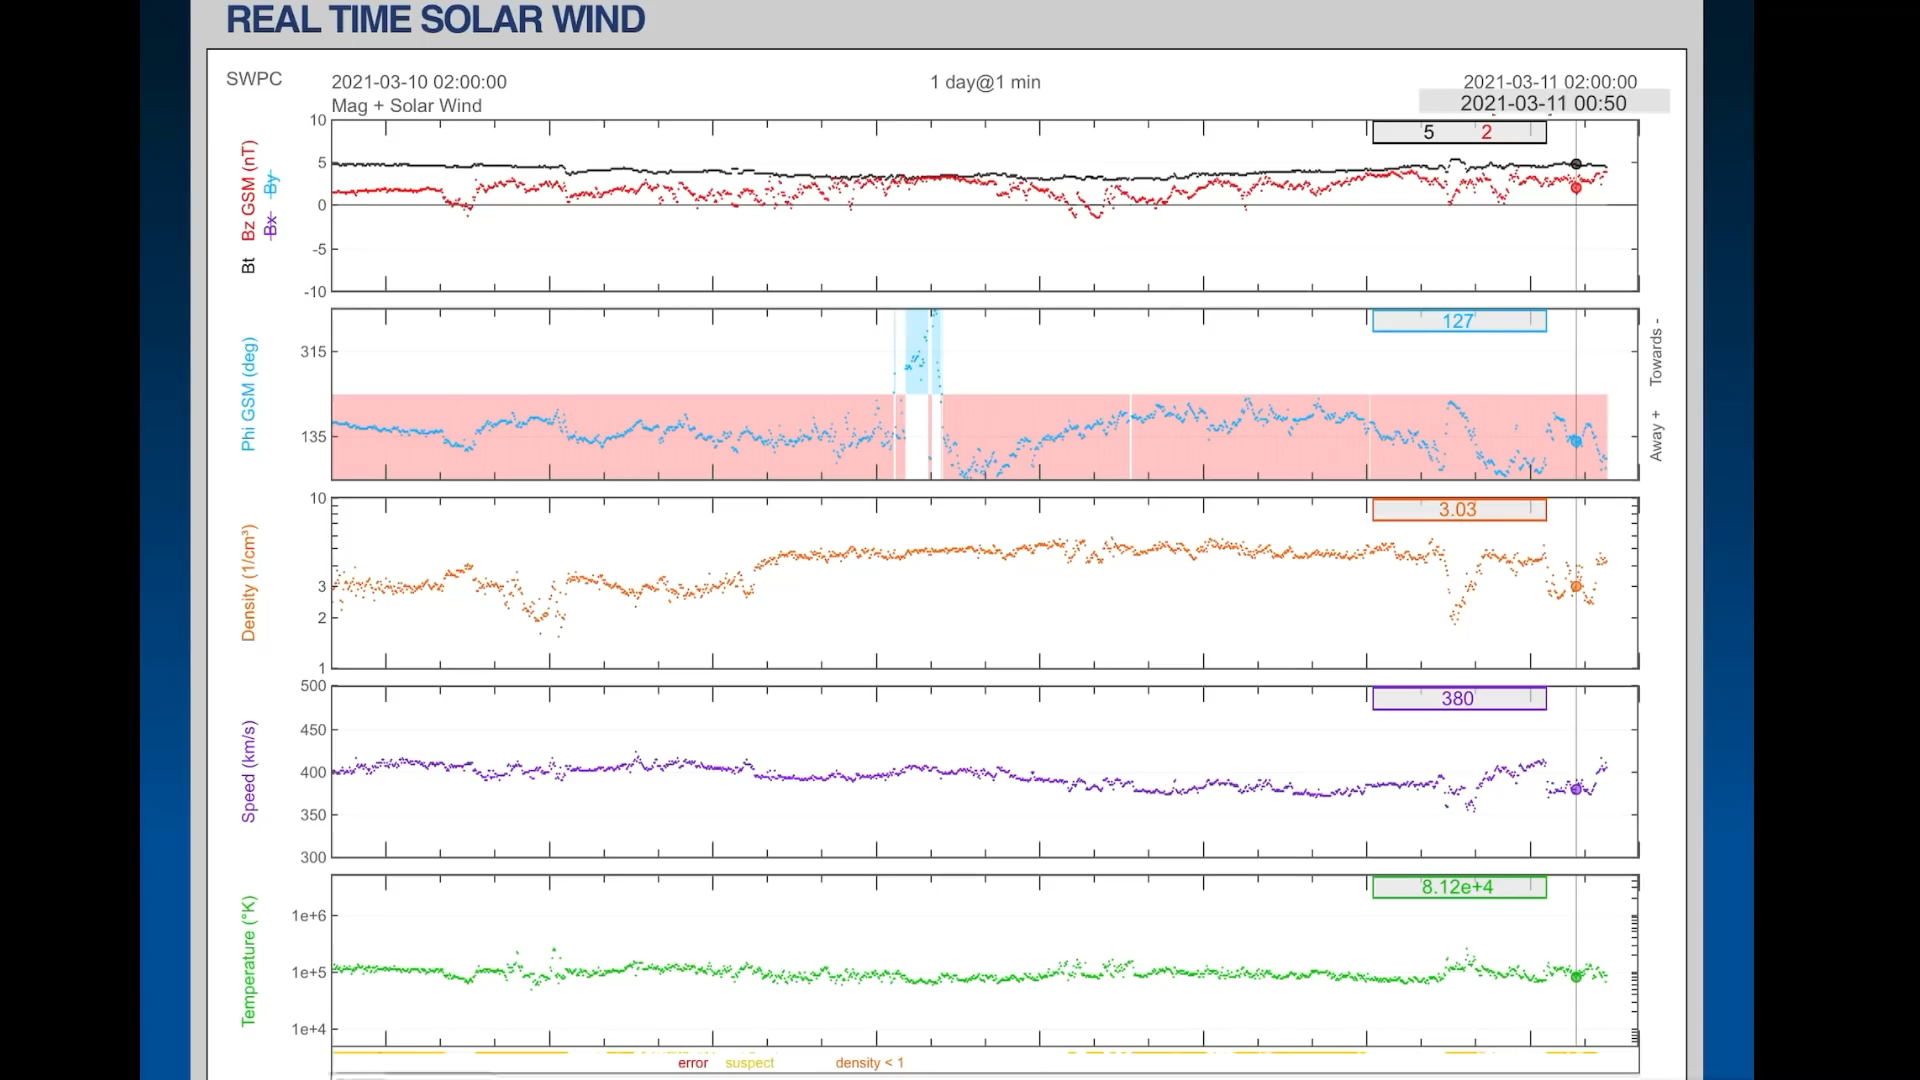 REAL TIME SOLAR WIND
SWPC
2021-03-10 02:00:00
1 day@1 min
2021-03-11 02:00:00
Mag + Solar Wind
2021-03-11 00:50
Bt Bz GSM (nT)
Bx By
10
5
0
-5
-10
5 2
Phi GSM (deg)
315
135
127
Towards -
Away +
Density (1/cm³)
10
3
2
1
3.03
Speed (km/s)
500
450
400
350
300
380
Temperature (°K)
1e+6
1e+5
1e+4
8.12e+4
error suspect density < 1